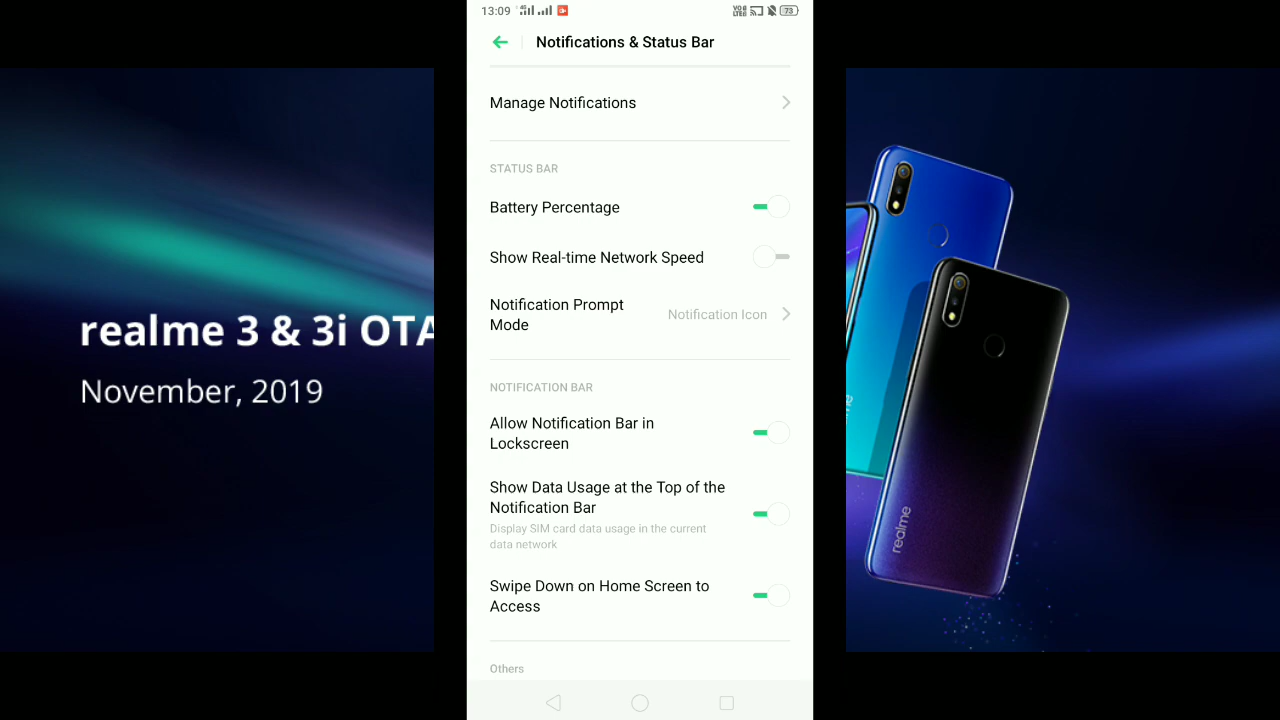 13:09
73
Notifications & Status Bar
Manage Notifications
STATUS BAR
Battery Percentage
Show Real-time Network Speed
Notification Prompt
Mode
Notification Icon
NOTIFICATION BAR
Allow Notification Bar in
Lockscreen
Show Data Usage at the Top of the
Notification Bar
Display SIM card data usage in the current
data network
Swipe Down on Home Screen to
Access
Others
realme 3 & 3i OTA
November, 2019
realme